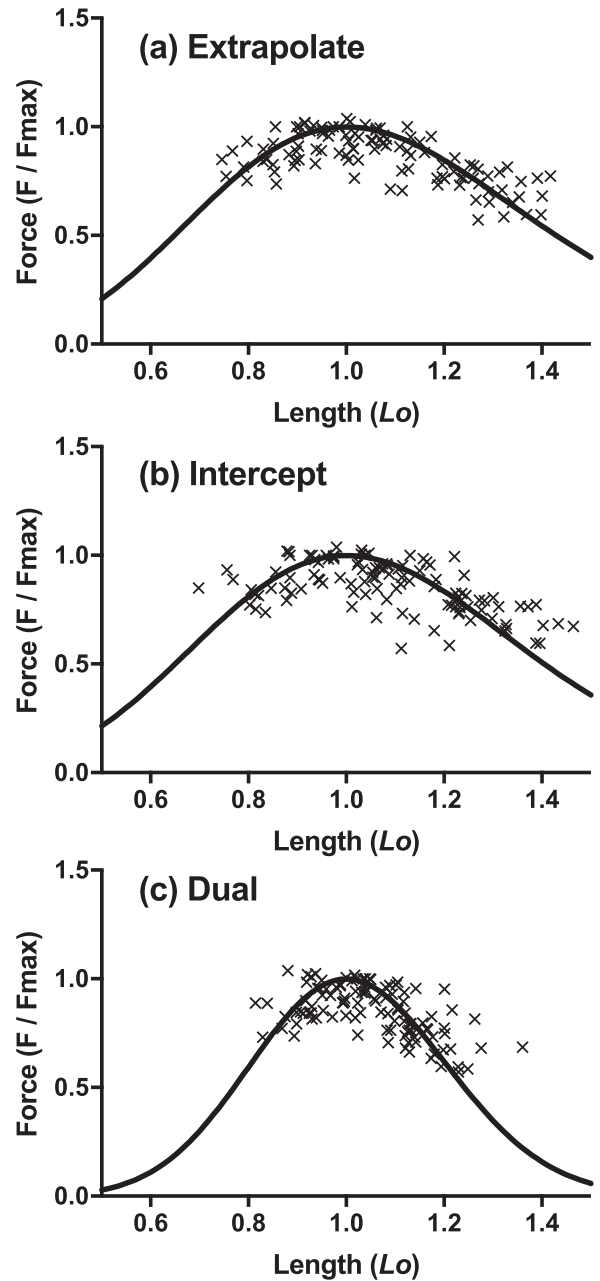 (a) Extrapolate
1.5
1.0
0.5
0.0
Force (F / Fmax)
0.6 0.8 1.0 1.2 1.4
Length (Lo)
(b) Intercept
1.5
1.0
0.5
0.0
Force (F / Fmax)
0.6 0.8 1.0 1.2 1.4
Length (Lo)
(c) Dual
1.5
1.0
0.5
0.0
Force (F / Fmax)
0.6 0.8 1.0 1.2 1.4
Length (Lo)